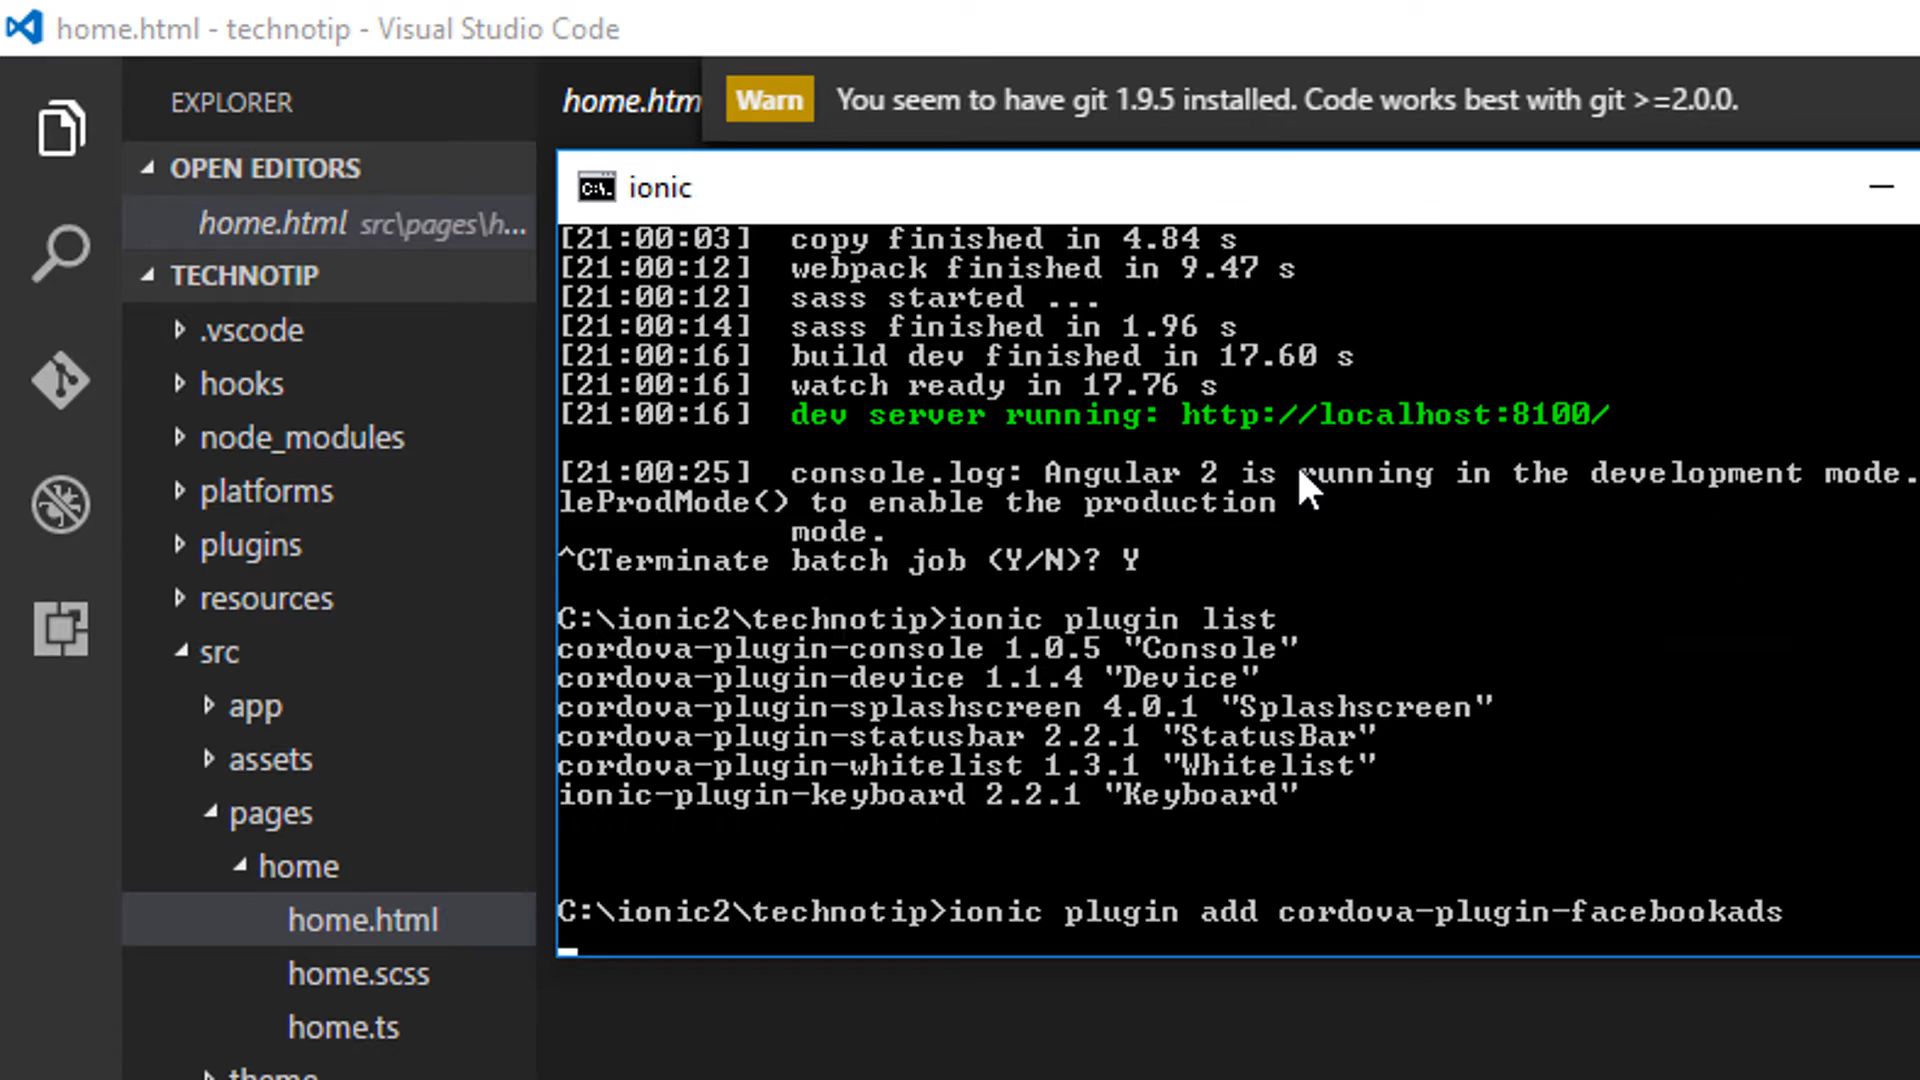 home.html - technotip - Visual Studio Code
EXPLORER
OPEN EDITORS
home.html src\pages\h...
TECHNOTIP
.vscode
hooks
node_modules
platforms
plugins
resources
src
app
assets
pages
home
home.html
home.scss
home.ts
theme
home.htm
Warn You seem to have git 1.9.5 installed. Code works best with git >=2.0.0.
C:\. ionic
[21:00:03] copy finished in 4.84 s
[21:00:12] webpack finished in 9.47 s
[21:00:12] sass started ...
[21:00:14] sass finished in 1.96 s
[21:00:16] build dev finished in 17.60 s
[21:00:16] watch ready in 17.76 s
[21:00:16] dev server running: http://localhost:8100/
[21:00:25] console.log: Angular 2 is running in the development mode.
leProdMode() to enable the production
mode.
^CTerminate batch job (Y/N)? Y
C:\ionic2\technotip>ionic plugin list
cordova-plugin-console 1.0.5 "Console"
cordova-plugin-device 1.1.4 "Device"
cordova-plugin-splashscreen 4.0.1 "Splashscreen"
cordova-plugin-statusbar 2.2.1 "StatusBar"
cordova-plugin-whitelist 1.3.1 "Whitelist"
ionic-plugin-keyboard 2.2.1 "Keyboard"
C:\ionic2\technotip>ionic plugin add cordova-plugin-facebookads